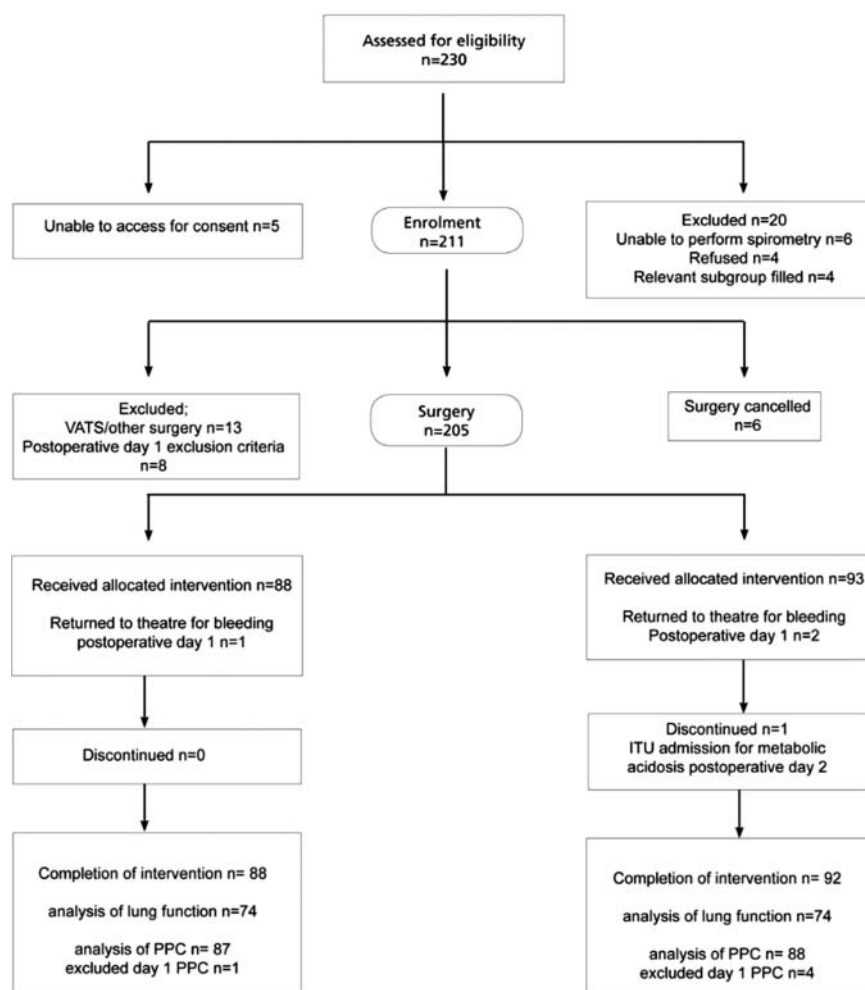 Assessed for eligibility
n=230
Unable to access for consent n=5
Enrolment
n=211
Excluded n=20
Unable to perform spirometry n=6
Refused n=4
Relevant subgroup filled n=4
Excluded;
VATS/other surgery n=13
Postoperative day 1 exclusion criteria
n=8
Surgery
n=205
Surgery cancelled
n=6
Received allocated intervention n=88
Returned to theatre for bleeding
postoperative day 1 n=1
Received allocated intervention n=93
Returned to theatre for bleeding
Postoperative day 1 n=2
Discontinued n=0
Discontinued n=1
ITU admission for metabolic
acidosis postoperative day 2
Completion of intervention n= 88
analysis of lung function n=74
analysis of PPC n= 87
excluded day 1 PPC n=1
Completion of intervention n= 92
analysis of lung function n=74
analysis of PPC n= 88
excluded day 1 PPC n=4